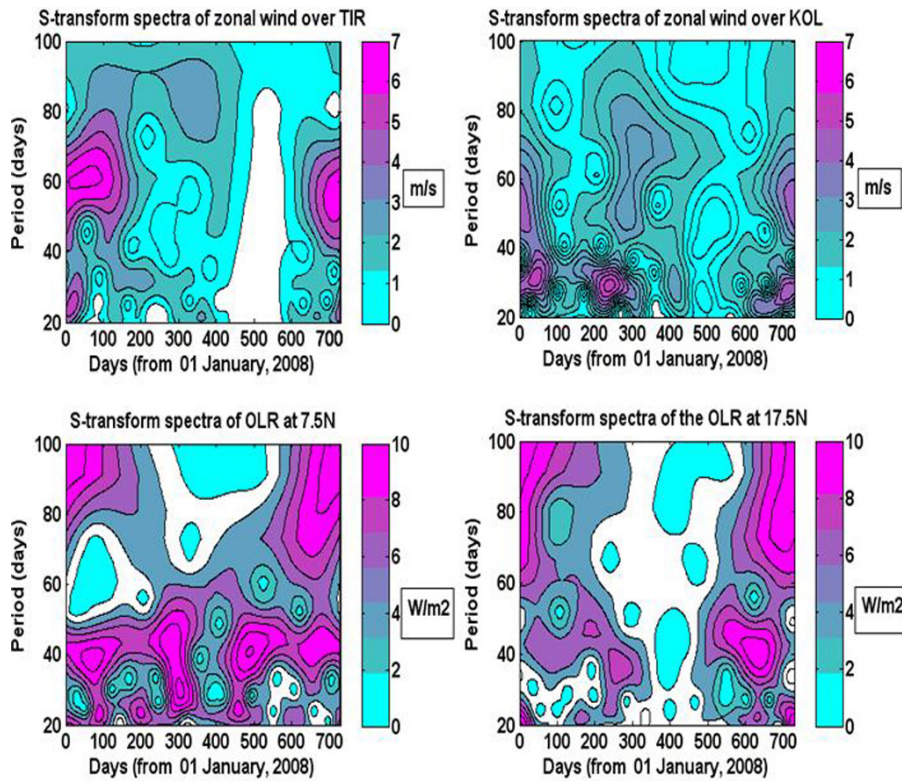 S-transform spectra of zonal wind over TIR
100
80
60
40
20
Period (days)
0 100 200 300 400 500 600 700
Days (from 01 January, 2008)
7
6
5
4
3
2
1
0
m/s
S-transform spectra of zonal wind over KOL
100
80
60
40
20
Period (days)
0 100 200 300 400 500 600 700
Days (from 01 January, 2008)
7
6
5
4
3
2
1
0
m/s
S-transform spectra of OLR at 7.5N
100
80
60
40
20
Period (days)
0 100 200 300 400 500 600 700
Days (from 01 January, 2008)
10
8
6
4
2
0
W/m2
S-transform spectra of the OLR at 17.5N
100
80
60
40
20
Period (days)
0 100 200 300 400 500 600 700
Days (from 01 January, 2008)
10
8
6
4
2
0
W/m2